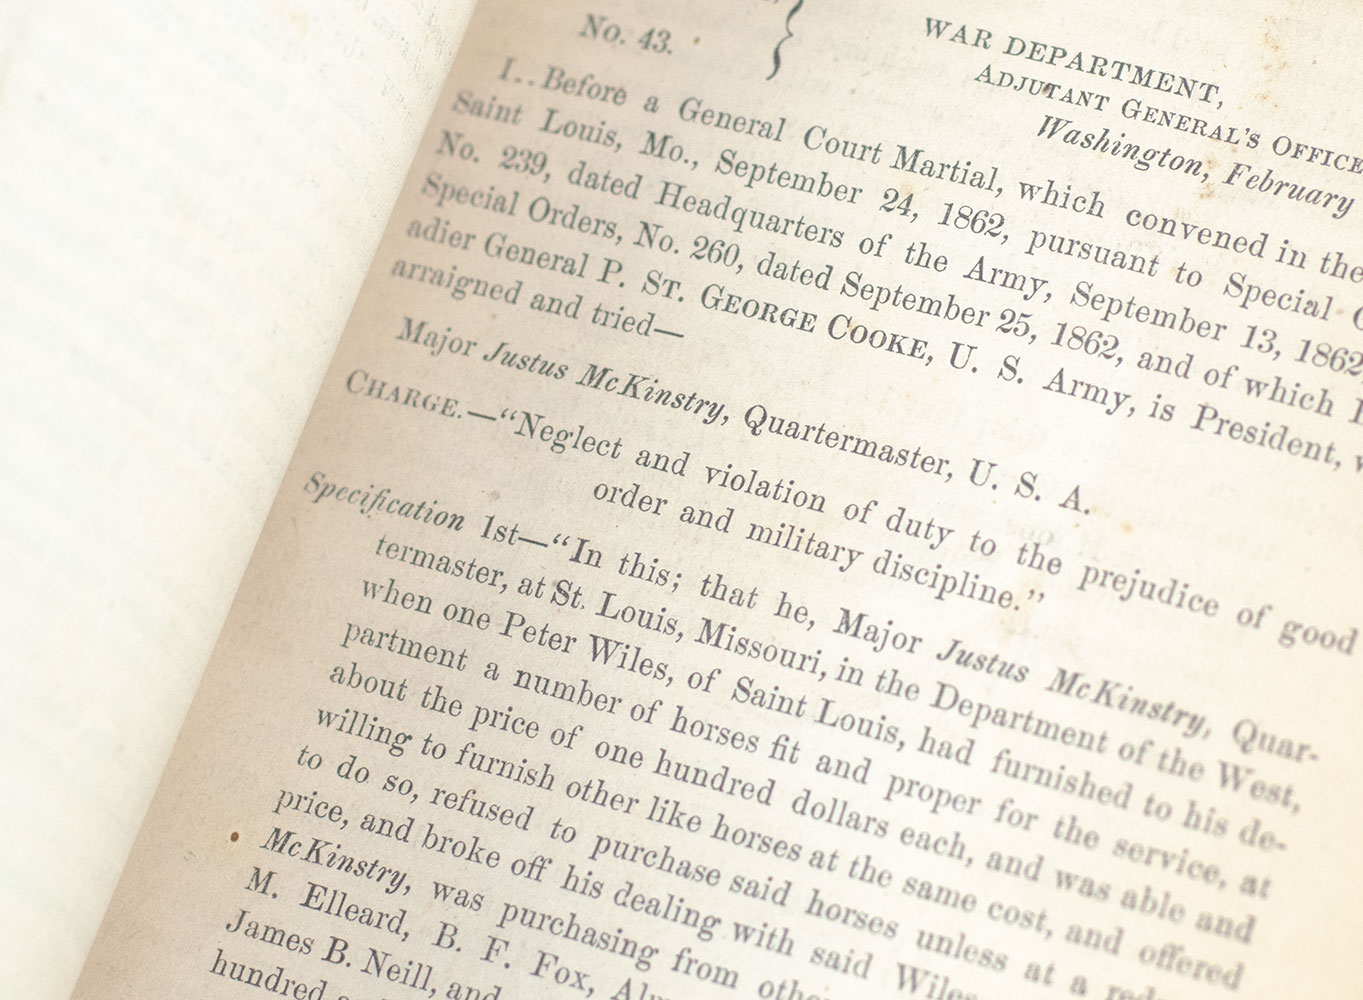 No. 43.
WAR DEPARTMENT,
ADJUTANT GENERAL'S OFFICE
Washington, February
I..Before a General Court Martial, which convened in the
Saint Louis, Mo., September 24, 1862, pursuant to Special
No. 239, dated Headquarters of the Army, September 13, 1862,
Special Orders, No. 260, dated September 25, 1862, and of which
adier General P. ST. GEORGE COOKE, U. S. Army, is President,
arraigned and tried—
Major Justus McKinstry, Quartermaster, U. S. A.
CHARGE.—“Neglect and violation of duty to the prejudice of good
order and military discipline.”
Specification 1st—“In this; that he, Major Justus McKinstry, Quar-
termaster, at St. Louis, Missouri, in the Department of the West,
when one Peter Wiles, of Saint Louis, had furnished to his de-
partment a number of horses fit and proper for the service, at
about the price of one hundred dollars each, and was able and
willing to furnish other like horses at the same cost, and offered
to do so, refused to purchase said horses unless at a
price, and broke off his dealing with said Wiles
McKinstry, was purchasing from
M. Elleard, B. F. Fox,
James B. Neill, and
hundred